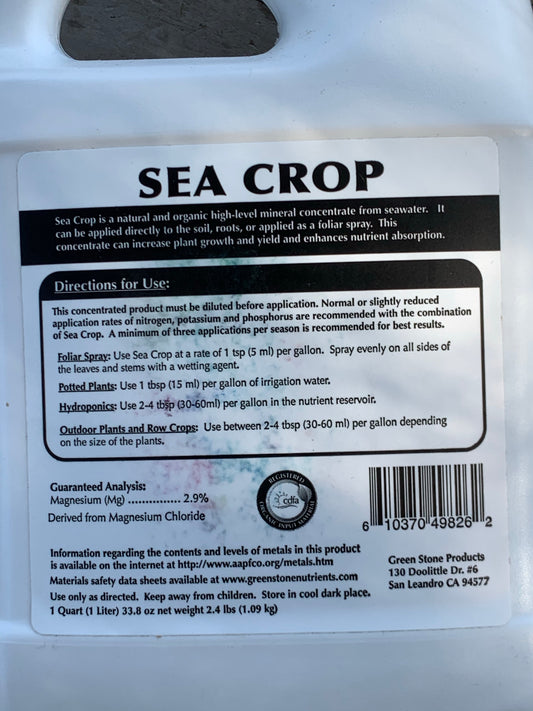 SEA CROP
Sea Crop is a natural and organic high-level mineral concentrate from seawater. It
can be applied directly to the soil, roots, or applied as a foliar spray. This
concentrate can increase plant growth and yield and enhances nutrient absorption.
Directions for Use:
This concentrated product must be diluted before application. Normal or slightly reduced
application rates of nitrogen, potassium and phosphorus are recommended with the combination
of Sea Crop. A minimum of three applications per season is recommended for best results.
Foliar Spray: Use Sea Crop at a rate of 1 tsp (5 ml) per gallon. Spray evenly on all sides of
the leaves and stems with a wetting agent.
Potted Plants: Use 1 tbsp (15 ml) per gallon of irrigation water.
Hydroponics: Use 2-4 tbsp (30-60ml) per gallon in the nutrient reservoir.
Outdoor Plants and Row Crops: Use between 2-4 tbsp (30-60 ml) per gallon depending
on the size of the plants.
Guaranteed Analysis:
Magnesium (Mg) ............... 2.9%
Derived from Magnesium Chloride
REGISTERED
cdfa
ORGANIC INPUT MATERIAL
6 10370 49826 2
Information regarding the contents and levels of metals in this product
is available on the internet at http://www.aapfco.org/metals.htm
Materials safety data sheets available at www.greenstonenutrients.com
Use only as directed. Keep away from children. Store in cool dark place.
1 Quart (1 Liter) 33.8 oz net weight 2.4 lbs (1.09 kg)
Green Stone Products
130 Doolittle Dr. #6
San Leandro CA 94577